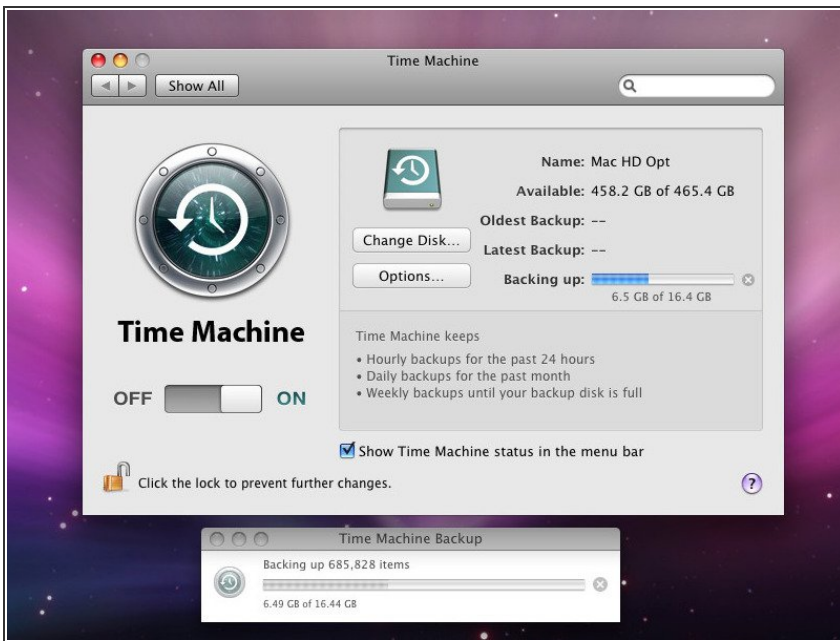 Time Machine
Show All
Name: Mac HD Opt
Available: 458.2 GB of 465.4 GB
Oldest Backup: --
Change Disk...
Latest Backup: --
Options...
Backing up:
6.5 GB of 16.4 GB
Time Machine
Time Machine keeps
• Hourly backups for the past 24 hours
• Daily backups for the past month
• Weekly backups until your backup disk is full
OFF ON
Show Time Machine status in the menu bar
Click the lock to prevent further changes.
?
Time Machine Backup
Backing up 685,828 items
6.49 GB of 16.44 GB